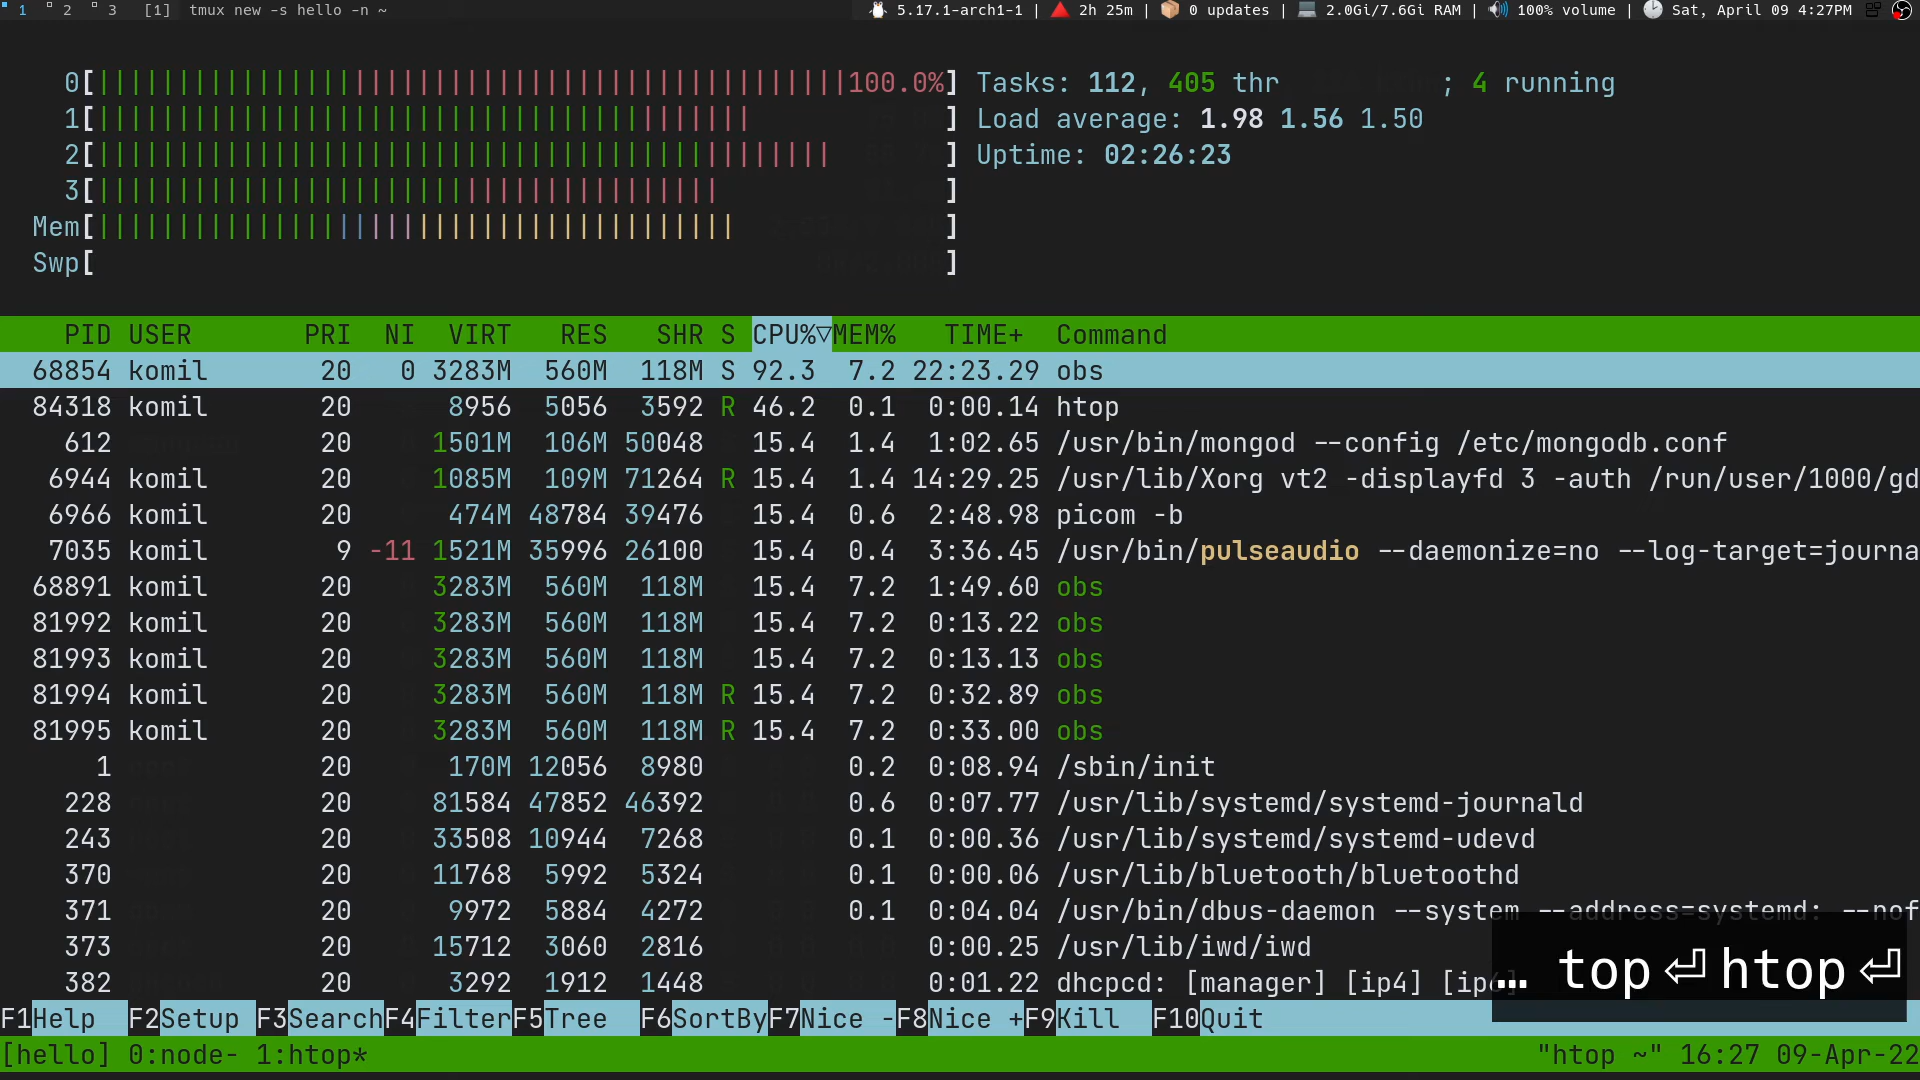 1 2 3 [1] tmux new -s hello -n ~ 5.17.1-arch1-1 | 2h 25m | 0 updates | 2.0Gi/7.6Gi RAM | 100% volume | Sat, April 09 4:27PM
0[100.0%] Tasks: 112, 405 thr ; 4 running
1[ ] Load average: 1.98 1.56 1.50
2[ ] Uptime: 02:26:23
3[ ]
Mem[ ]
Swp[ ]
PID USER PRI NI VIRT RES SHR S CPU%▽MEM% TIME+ Command
68854 komil 20 0 3283M 560M 118M S 92.3 7.2 22:23.29 obs
84318 komil 20 8956 5056 3592 R 46.2 0.1 0:00.14 htop
612 20 1501M 106M 50048 15.4 1.4 1:02.65 /usr/bin/mongod --config /etc/mongodb.conf
6944 komil 20 1085M 109M 71264 R 15.4 1.4 14:29.25 /usr/lib/Xorg vt2 -displayfd 3 -auth /run/user/1000/gd
6966 komil 20 474M 48784 39476 15.4 0.6 2:48.98 picom -b
7035 komil 9 -11 1521M 35996 26100 15.4 0.4 3:36.45 /usr/bin/pulseaudio --daemonize=no --log-target=journa
68891 komil 20 3283M 560M 118M 15.4 7.2 1:49.60 obs
81992 komil 20 3283M 560M 118M 15.4 7.2 0:13.22 obs
81993 komil 20 3283M 560M 118M 15.4 7.2 0:13.13 obs
81994 komil 20 3283M 560M 118M R 15.4 7.2 0:32.89 obs
81995 komil 20 3283M 560M 118M R 15.4 7.2 0:33.00 obs
1 20 170M 12056 8980 0.2 0:08.94 /sbin/init
228 20 81584 47852 46392 0.6 0:07.77 /usr/lib/systemd/systemd-journald
243 20 33508 10944 7268 0.1 0:00.36 /usr/lib/systemd/systemd-udevd
370 20 11768 5992 5324 0.1 0:00.06 /usr/lib/bluetooth/bluetoothd
371 20 9972 5884 4272 0.1 0:04.04 /usr/bin/dbus-daemon --system --address=systemd: --nof
373 20 15712 3060 2816 0:00.25 /usr/lib/iwd/iwd
382 20 3292 1912 1448 0:01.22 dhcpcd: [manager] [ip4] [ip6]
… top⏎htop⏎
F1Help F2Setup F3SearchF4FilterF5Tree F6SortByF7Nice -F8Nice +F9Kill F10Quit
[hello] 0:node- 1:htop* "htop ~" 16:27 09-Apr-22